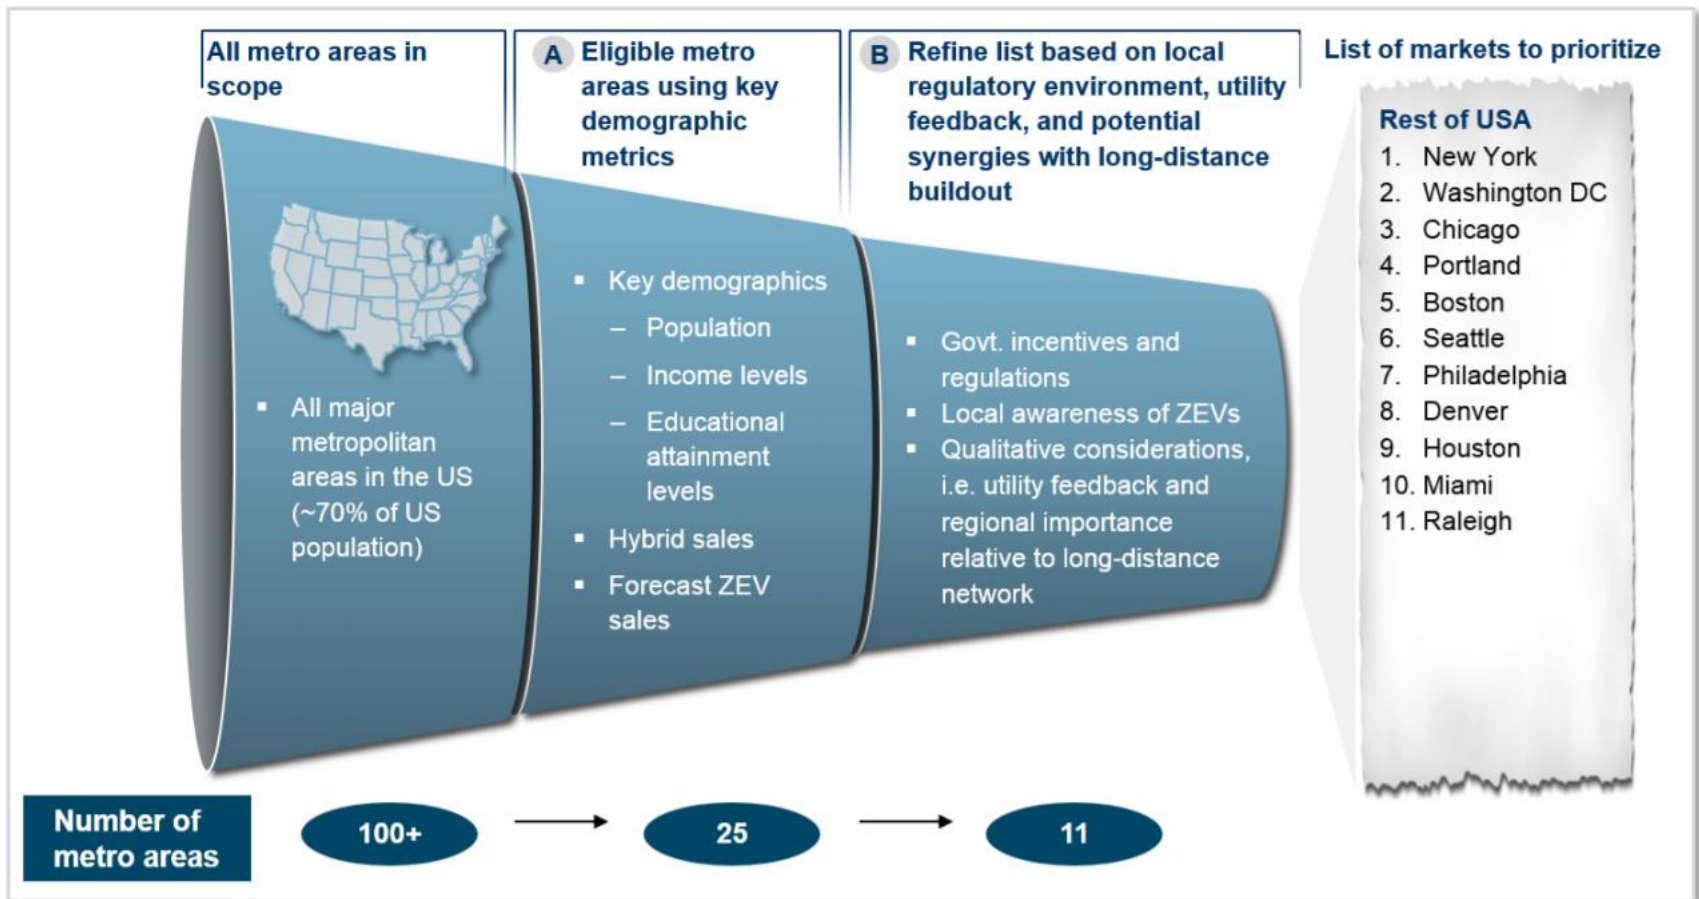 All metro areas in
scope
A Eligible metro
areas using key
demographic
metrics
B Refine list based on local
regulatory environment, utility
feedback, and potential
synergies with long-distance
buildout
List of markets to prioritize
▪ All major
metropolitan
areas in the US
(~70% of US
population)
▪ Key demographics
– Population
– Income levels
– Educational
attainment
levels
▪ Hybrid sales
▪ Forecast ZEV
sales
▪ Govt. incentives and
regulations
▪ Local awareness of ZEVs
▪ Qualitative considerations,
i.e. utility feedback and
regional importance
relative to long-distance
network
Rest of USA
1. New York
2. Washington DC
3. Chicago
4. Portland
5. Boston
6. Seattle
7. Philadelphia
8. Denver
9. Houston
10. Miami
11. Raleigh
Number of
metro areas
100+
25
11